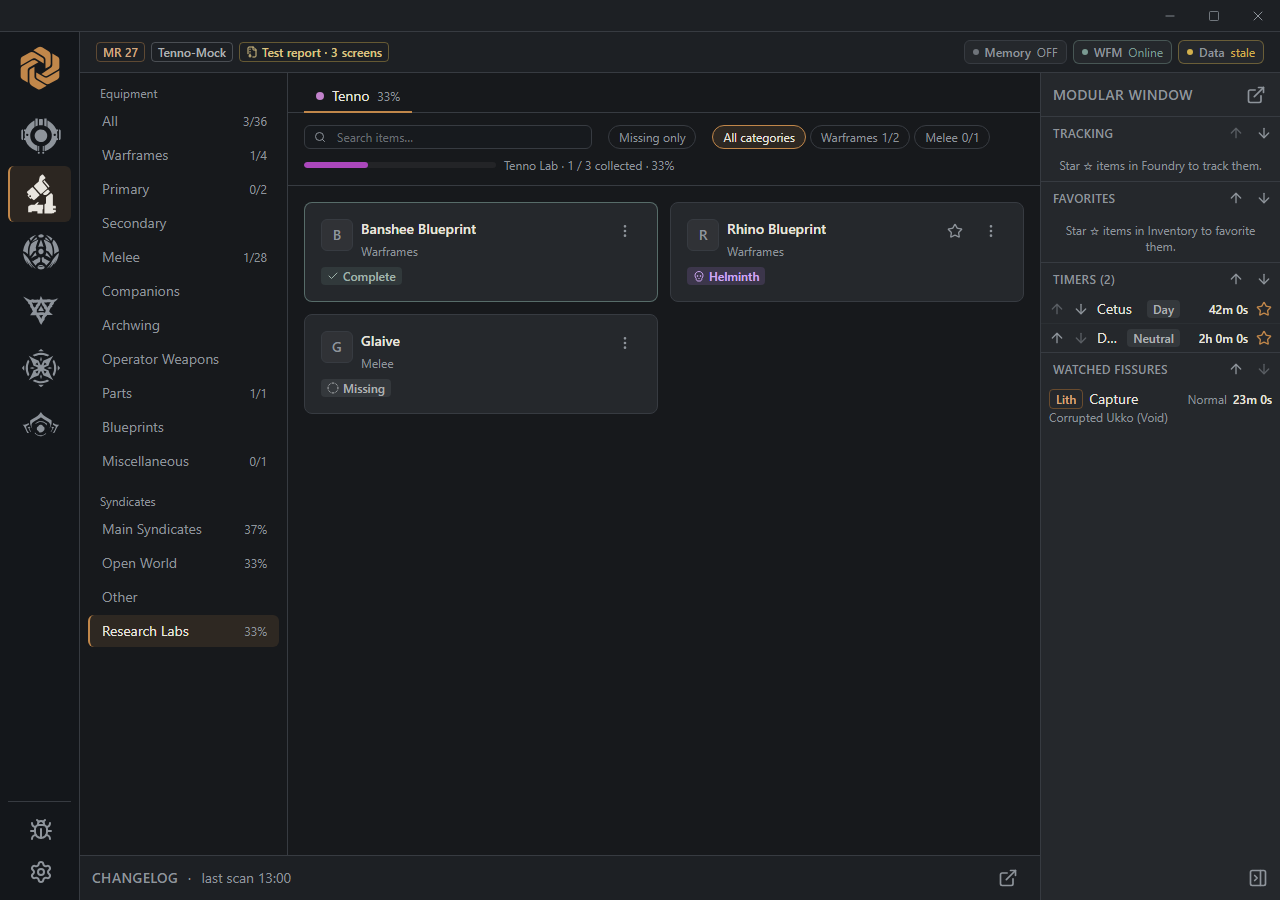 MR 27 Tenno-Mock Test report · 3 screens Memory OFF WFM Online Data stale
Equipment
All 3/36
Warframes 1/4
Primary 0/2
Secondary
Melee 1/28
Companions
Archwing
Operator Weapons
Parts 1/1
Blueprints
Miscellaneous 0/1
Syndicates
Main Syndicates 37%
Open World 33%
Other
Research Labs 33%
Tenno 33%
Search items... Missing only All categories Warframes 1/2 Melee 0/1
Tenno Lab · 1 / 3 collected · 33%
B Banshee Blueprint
Warframes
Complete
R Rhino Blueprint
Warframes
Helminth
G Glaive
Melee
Missing
MODULAR WINDOW
TRACKING
Star ☆ items in Foundry to track them.
FAVORITES
Star ☆ items in Inventory to favorite
them.
TIMERS (2)
Cetus Day 42m 0s
D... Neutral 2h 0m 0s
WATCHED FISSURES
Lith Capture Normal 23m 0s
Corrupted Ukko (Void)
CHANGELOG · last scan 13:00